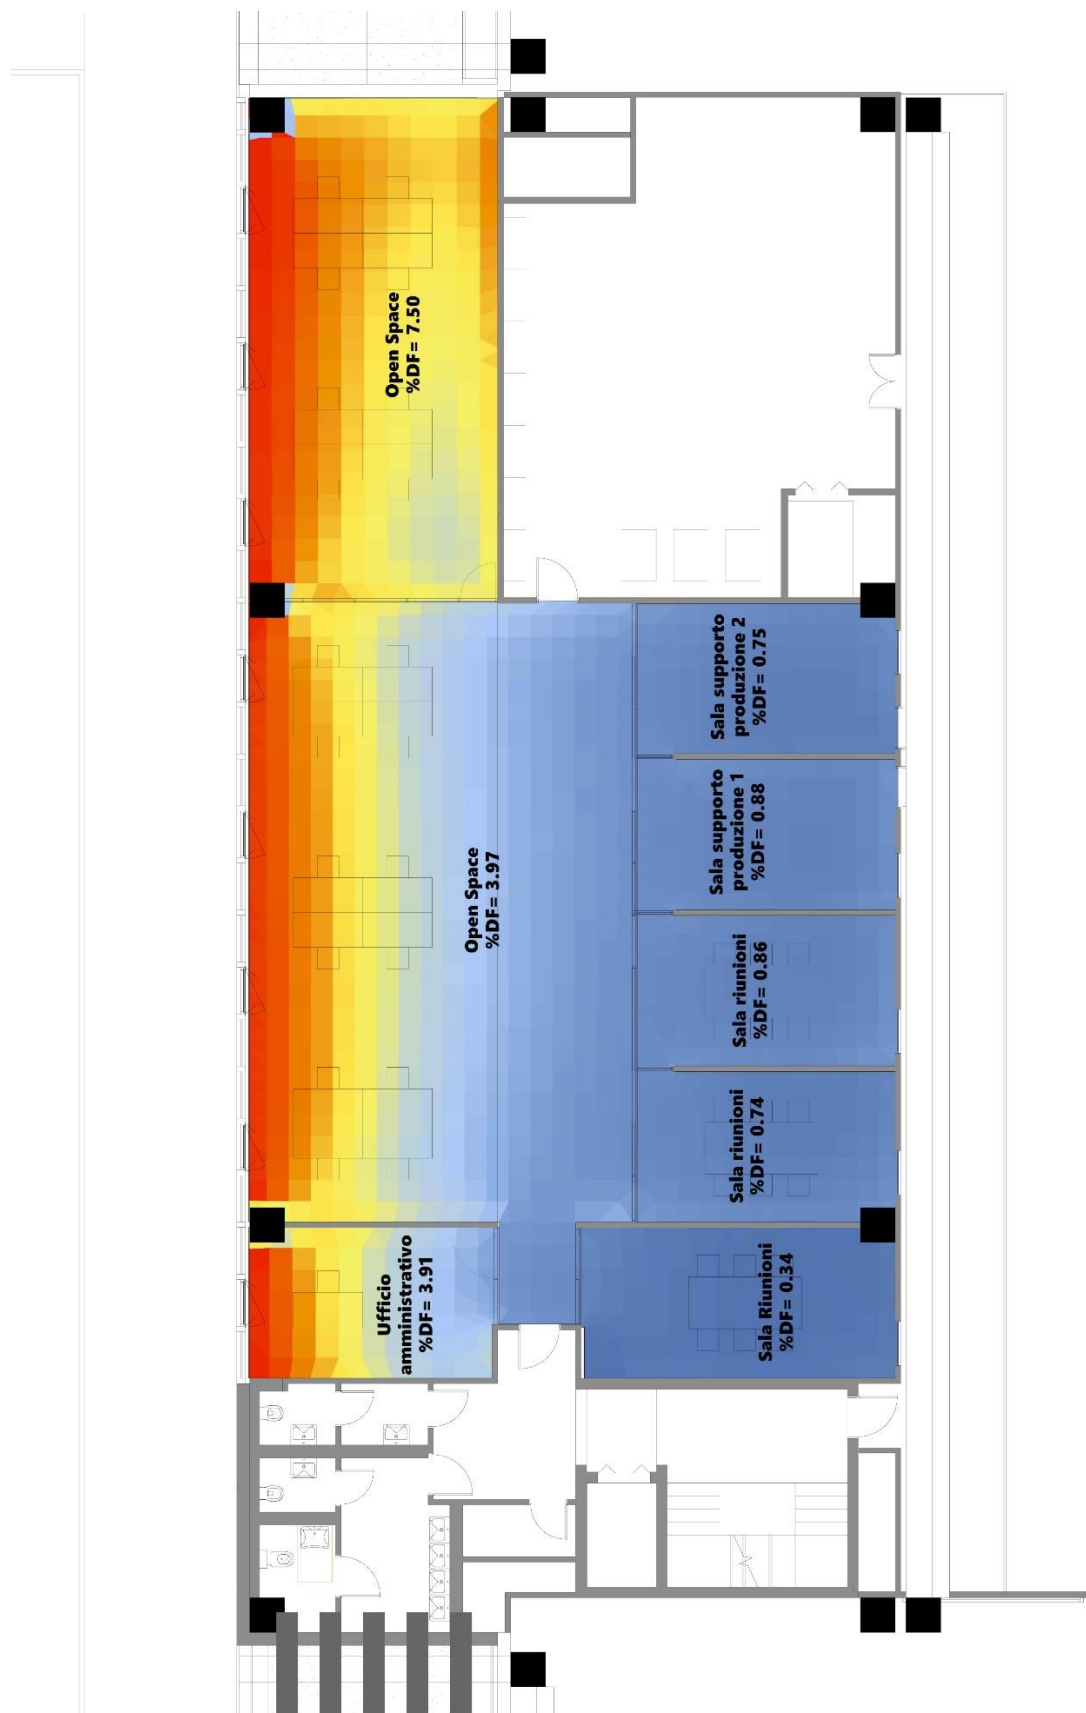 Open Space
%DF= 7.50
Sala supporto
produzione 2
%DF= 0.75
Sala supporto
produzione 1
%DF= 0.88
Open Space
%DF= 3.97
Sala riunioni
%DF= 0.86
Sala riunioni
%DF= 0.74
Ufficio
amministrativo
%DF= 3.91
Sala Riunioni
%DF= 0.34